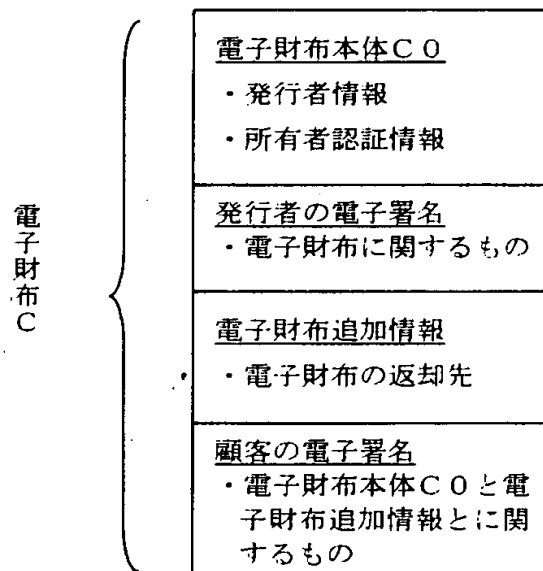 電子財布C
電子財布本体C0
・発行者情報
・所有者認証情報
発行者の電子署名
・電子財布に関するもの
電子財布追加情報
・電子財布の返却先
顧客の電子署名
・電子財布本体C0と電
子財布追加情報とに関
するもの